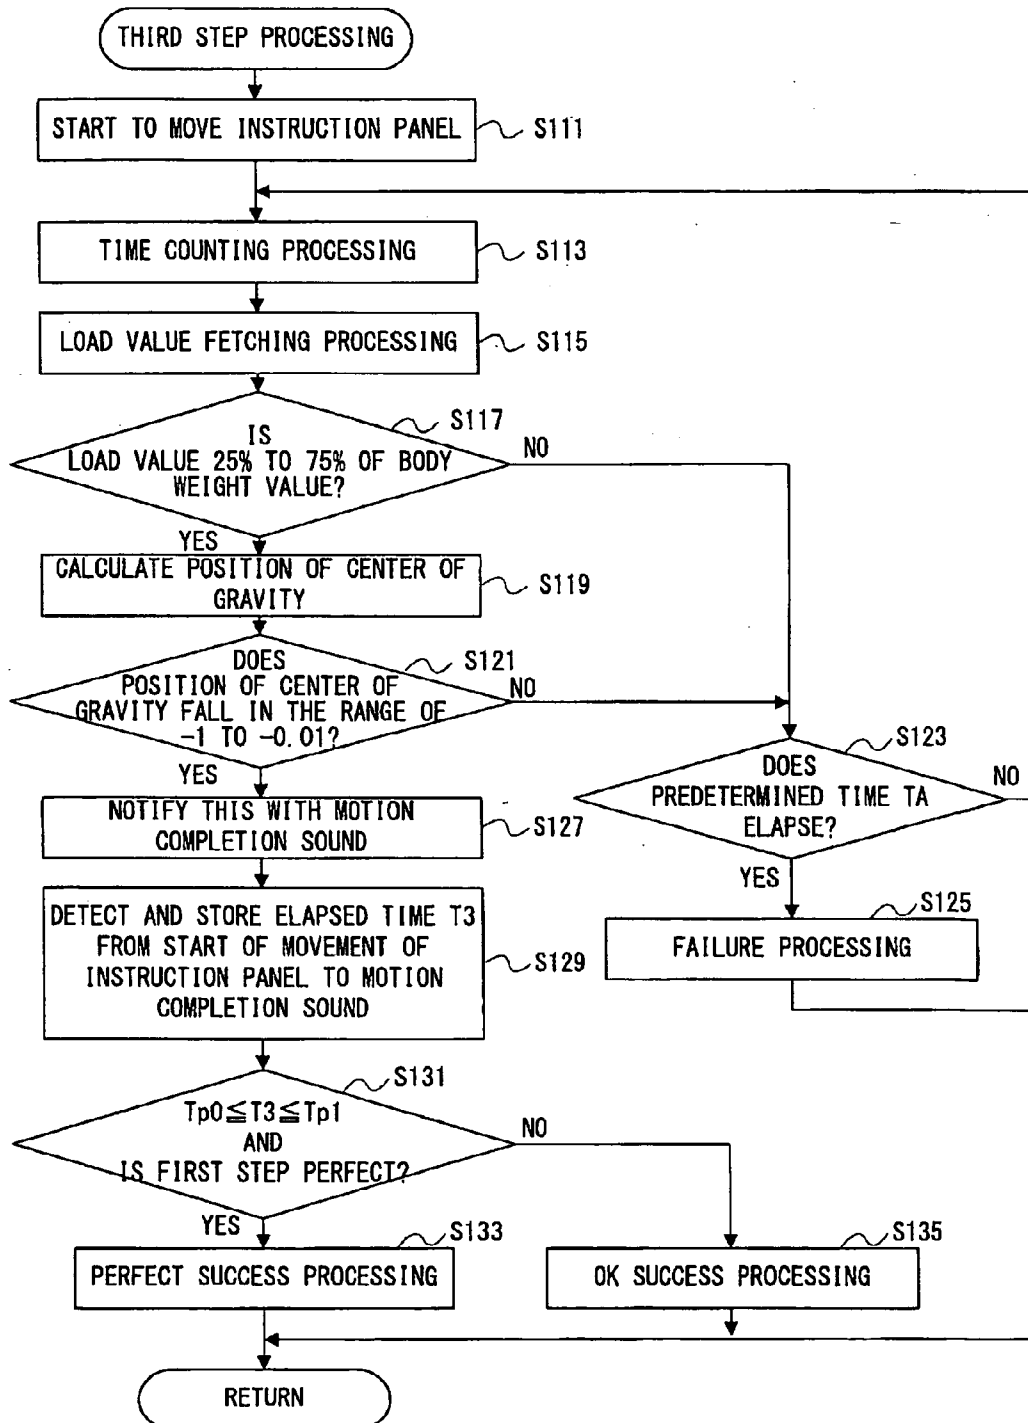 THIRD STEP PROCESSING
START TO MOVE INSTRUCTION PANEL
S111
TIME COUNTING PROCESSING
S113
LOAD VALUE FETCHING PROCESSING
S115
S117
IS
LOAD VALUE 25% TO 75% OF BODY
WEIGHT VALUE?
NO
YES
CALCULATE POSITION OF CENTER OF
GRAVITY
S119
S121
DOES
POSITION OF CENTER OF
GRAVITY FALL IN THE RANGE OF
-1 TO -0.01?
NO
YES
S123
DOES
PREDETERMINED TIME TA
ELAPSE?
NO
YES
S125
FAILURE PROCESSING
NOTIFY THIS WITH MOTION
COMPLETION SOUND
S127
DETECT AND STORE ELAPSED TIME T3
FROM START OF MOVEMENT OF
INSTRUCTION PANEL TO MOTION
COMPLETION SOUND
S129
S131
Tp0≦T3≦Tp1
AND
IS FIRST STEP PERFECT?
NO
YES
S133
PERFECT SUCCESS PROCESSING
S135
OK SUCCESS PROCESSING
RETURN